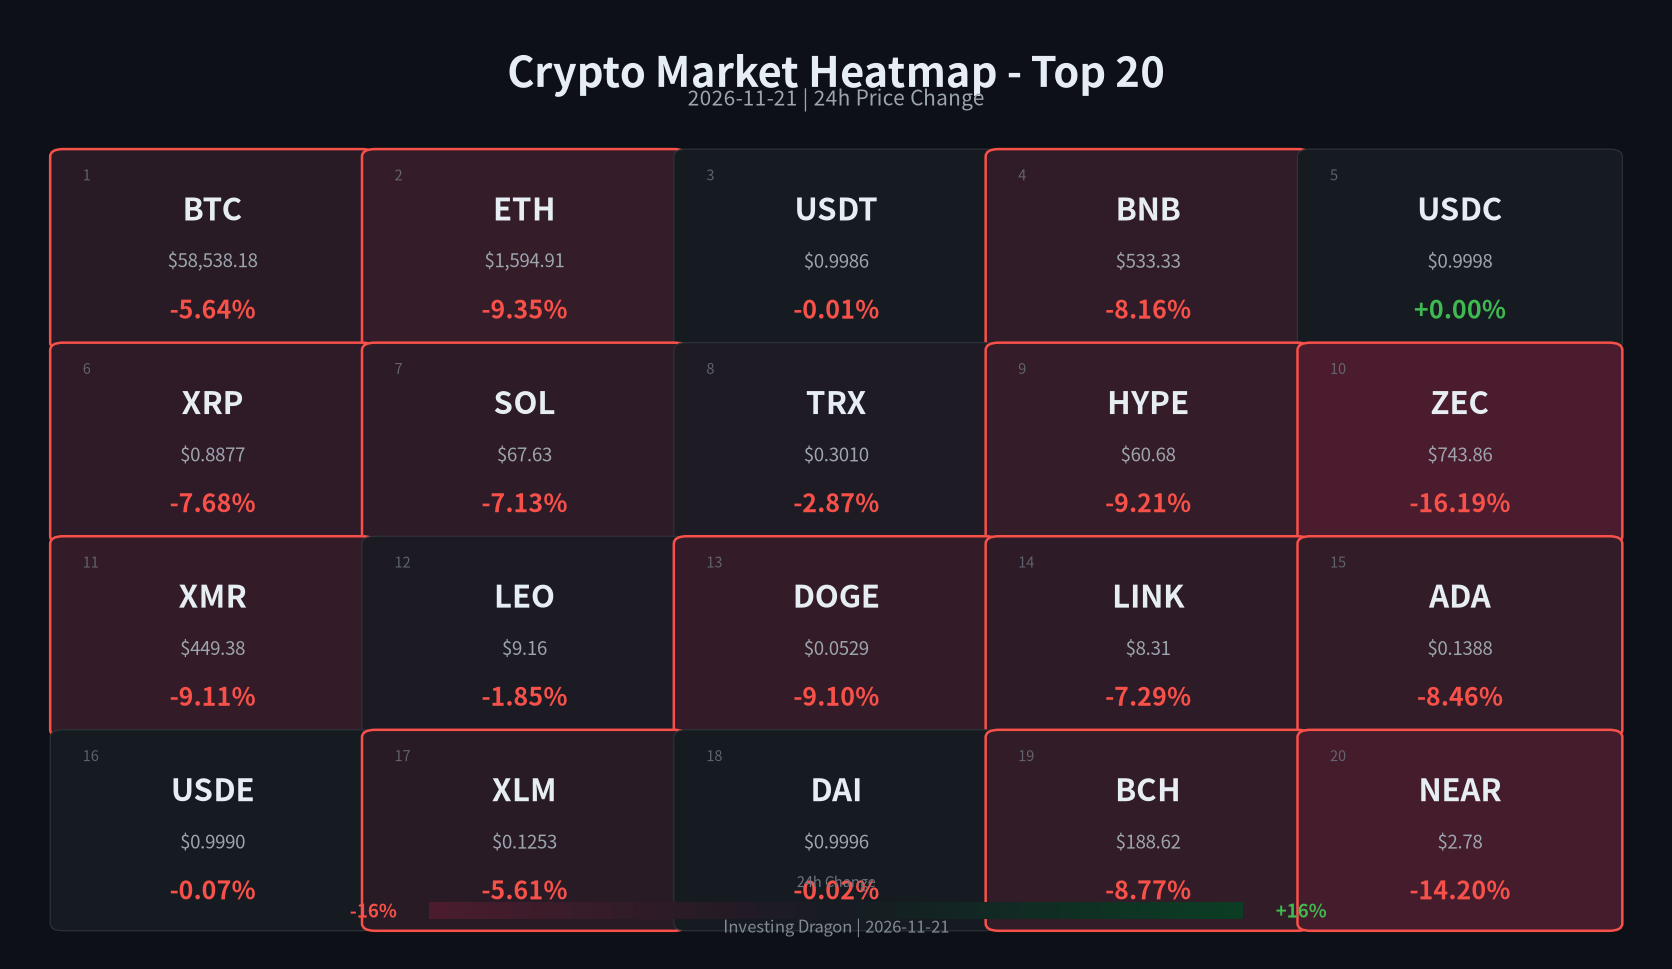 Crypto Market Heatmap - Top 20
2026-11-21 | 24h Price Change
1
BTC
$58,538.18
-5.64%
2
ETH
$1,594.91
-9.35%
3
USDT
$0.9986
-0.01%
4
BNB
$533.33
-8.16%
5
USDC
$0.9998
+0.00%
6
XRP
$0.8877
-7.68%
7
SOL
$67.63
-7.13%
8
TRX
$0.3010
-2.87%
9
HYPE
$60.68
-9.21%
10
ZEC
$743.86
-16.19%
11
XMR
$449.38
-9.11%
12
LEO
$9.16
-1.85%
13
DOGE
$0.0529
-9.10%
14
LINK
$8.31
-7.29%
15
ADA
$0.1388
-8.46%
16
USDE
$0.9990
-0.07%
17
XLM
$0.1253
-5.61%
18
DAI
$0.9996
-0.02%
19
BCH
$188.62
-8.77%
20
NEAR
$2.78
-14.20%
24h Change
-16%
+16%
Investing Dragon | 2026-11-21